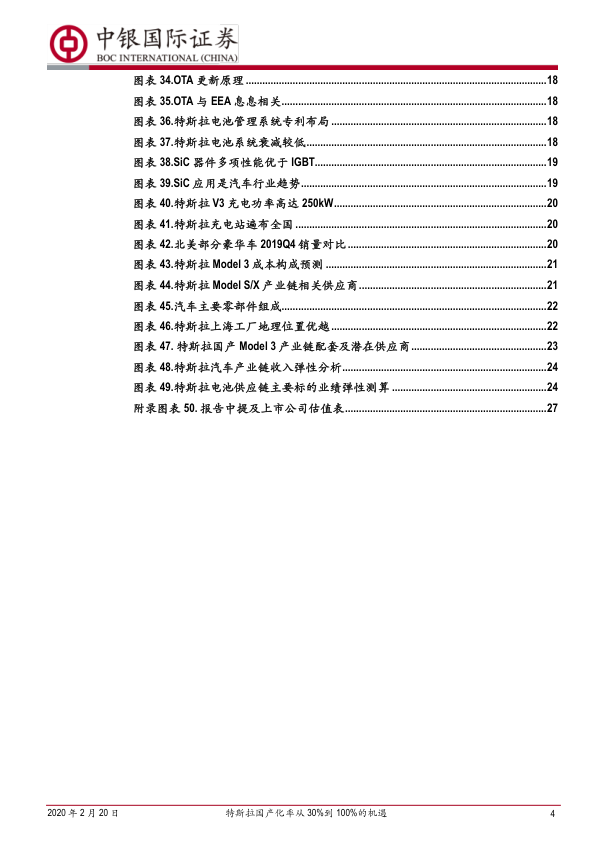 中银国际证券
BOC INTERNATIONAL (CHINA)
图表 34.OTA 更新原理 ........ 18
图表 35.OTA 与 EEA 息息相关 ........ 18
图表 36.特斯拉电池管理系统专利布局 ........ 18
图表 37.特斯拉电池系统衰减较低 ........ 18
图表 38.SiC 器件多项性能优于 IGBT ........ 19
图表 39.SiC 应用是汽车行业趋势 ........ 19
图表 40.特斯拉 V3 充电功率高达 250kW ........ 20
图表 41.特斯拉充电站遍布全国 ........ 20
图表 42.北美部分豪华车 2019Q4 销量对比 ........ 20
图表 43.特斯拉 Model 3 成本构成预测 ........ 21
图表 44.特斯拉 Model S/X 产业链相关供应商 ........ 21
图表 45.汽车主要零部件组成 ........ 22
图表 46.特斯拉上海工厂地理位置优越 ........ 22
图表 47. 特斯拉国产 Model 3 产业链配套及潜在供应商 ........ 23
图表 48.特斯拉汽车产业链收入弹性分析 ........ 24
图表 49.特斯拉电池供应链主要标的业绩弹性测算 ........ 24
附录图表 50. 报告中提及上市公司估值表 ........ 27
2020 年 2 月 20 日 特斯拉国产化率从 30%到 100%的机遇 4